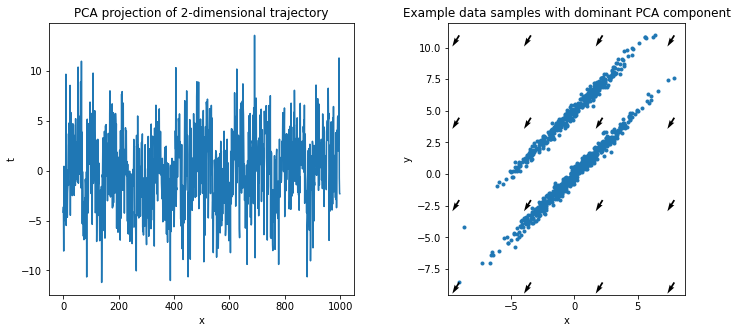 PCA projection of 2-dimensional trajectory
10
5
0
−5
−10
t
0 200 400 600 800 1000
x
Example data samples with dominant PCA component
10.0
7.5
5.0
2.5
0.0
−2.5
−5.0
−7.5
y
−5 0 5
x